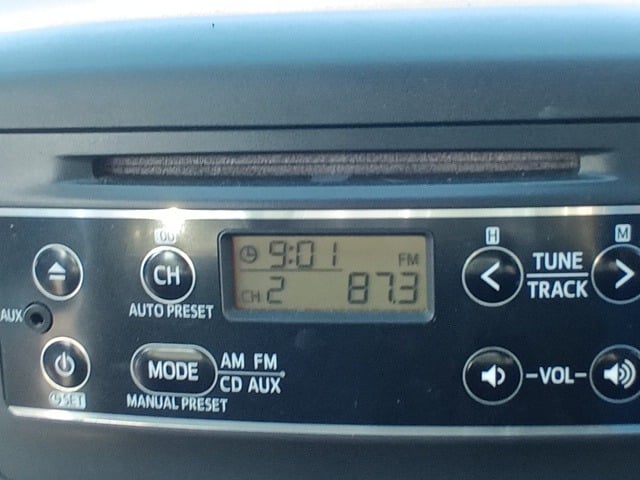 H
M
CH
AUTO PRESET
9:01
FM
CH 2 87.3
TUNE
TRACK
AUX
MODE
AM FM
CD AUX
MANUAL PRESET
SET
-VOL-